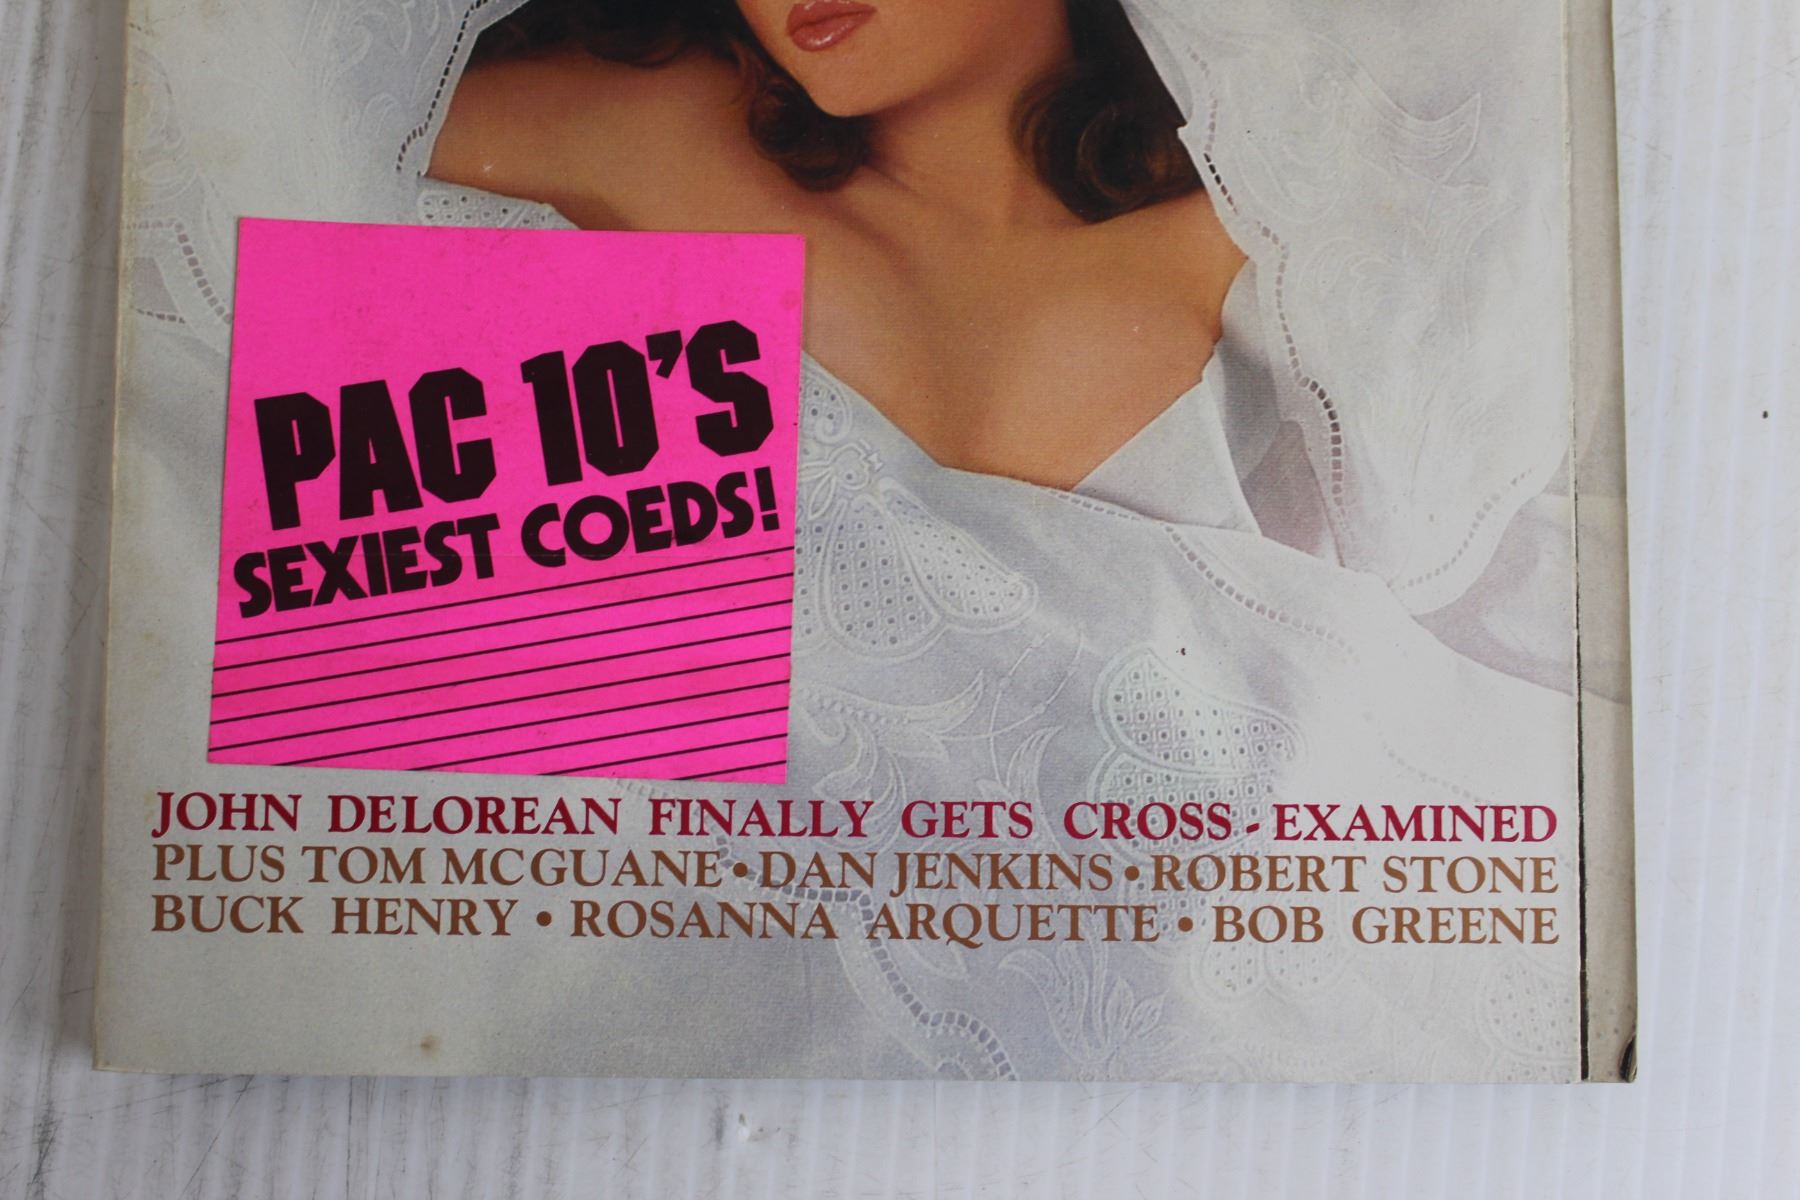 PAC 10'S
SEXIEST COEDS!
JOHN DELOREAN FINALLY GETS CROSS-EXAMINED
PLUS TOM MCGUANE • DAN JENKINS • ROBERT STONE
BUCK HENRY • ROSANNA ARQUETTE • BOB GREENE